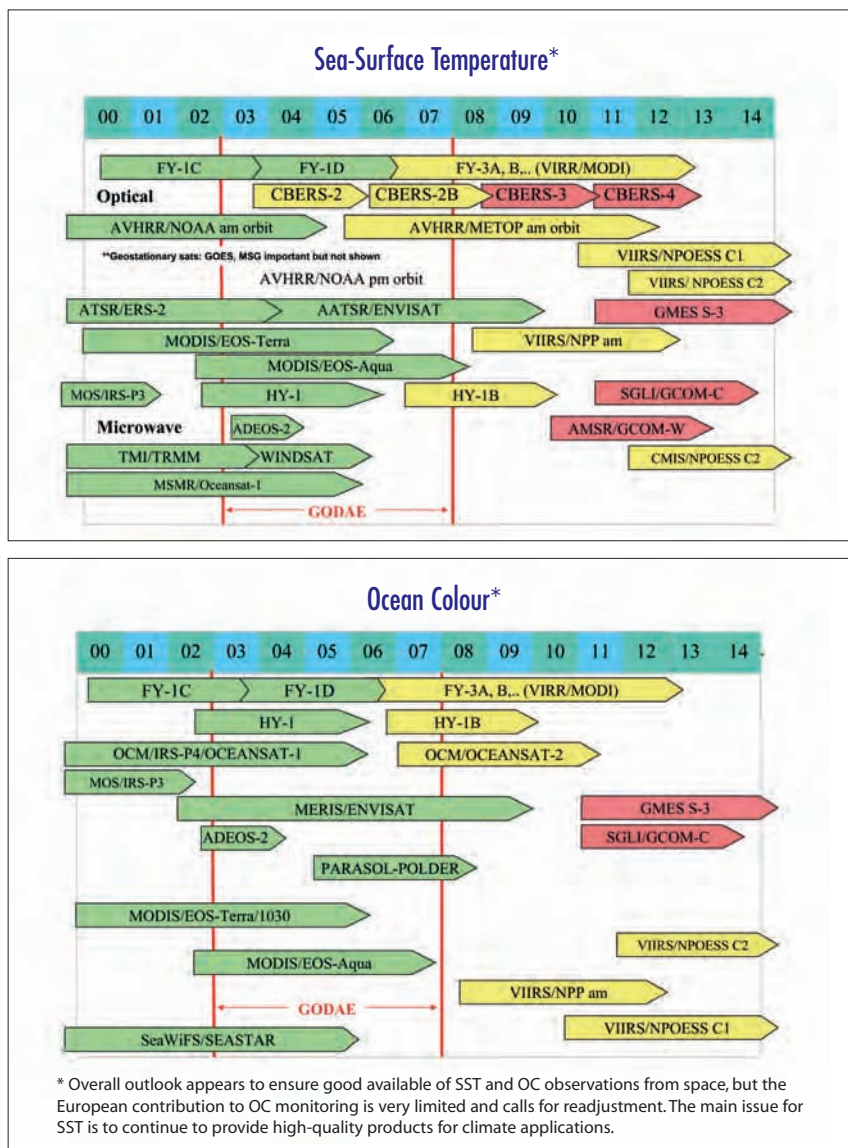 Sea-Surface Temperature*
00 01 02 03 04 05 06 07 08 09 10 11 12 13 14
FY-1C FY-1D FY-3A, B,.. (VIRR/MODI)
Optical CBERS-2 CBERS-2B CBERS-3 CBERS-4
AVHRR/NOAA am orbit AVHRR/METOP am orbit
**Geostationary sats: GOES, MSG important but not shown VIIRS/NPOESS C1
AVHRR/NOAA pm orbit VIIRS/ NPOESS C2
ATSR/ERS-2 AATSR/ENVISAT GMES S-3
MODIS/EOS-Terra VIIRS/NPP am
MODIS/EOS-Aqua
MOS/IRS-P3 HY-1 HY-1B SGLI/GCOM-C
Microwave ADEOS-2 AMSR/GCOM-W
TMI/TRMM WINDSAT CMIS/NPOESS C2
MSMR/Oceansat-1
GODAE
Ocean Colour*
00 01 02 03 04 05 06 07 08 09 10 11 12 13 14
FY-1C FY-1D FY-3A, B,.. (VIRR/MODI)
HY-1 HY-1B
OCM/IRS-P4/OCEANSAT-1 OCM/OCEANSAT-2
MOS/IRS-P3
MERIS/ENVISAT GMES S-3
ADEOS-2 SGLI/GCOM-C
PARASOL-POLDER
MODIS/EOS-Terra/1030
VIIRS/NPOESS C2
MODIS/EOS-Aqua
VIIRS/NPP am
GODAE
VIIRS/NPOESS C1
SeaWiFS/SEASTAR
* Overall outlook appears to ensure good available of SST and OC observations from space, but the
European contribution to OC monitoring is very limited and calls for readjustment. The main issue for
SST is to continue to provide high-quality products for climate applications.